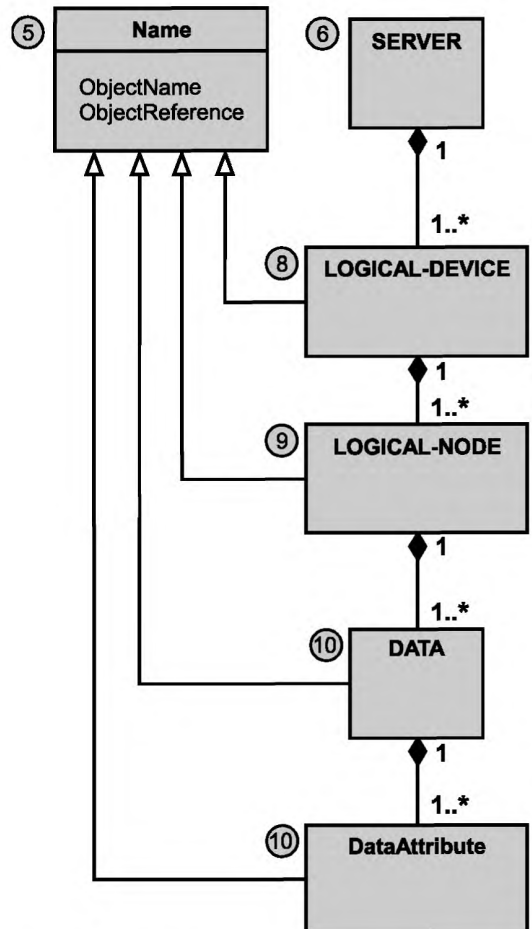 5
Name
ObjectName
ObjectReference
6
SERVER
1
1..*
8
LOGICAL-DEVICE
1
1..*
9
LOGICAL-NODE
1
1..*
10
DATA
1
1..*
10
DataAttribute